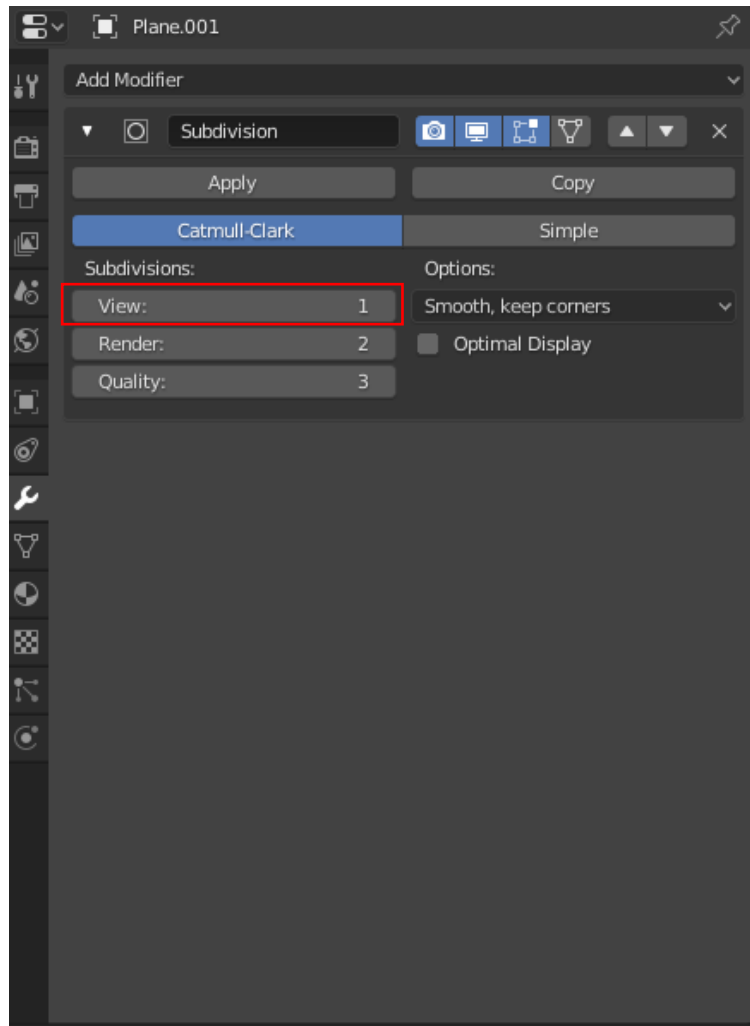 Plane.001
Add Modifier
Subdivision
Apply Copy
Catmull-Clark Simple
Subdivisions: Options:
View: 1 Smooth, keep corners
Render: 2 Optimal Display
Quality: 3